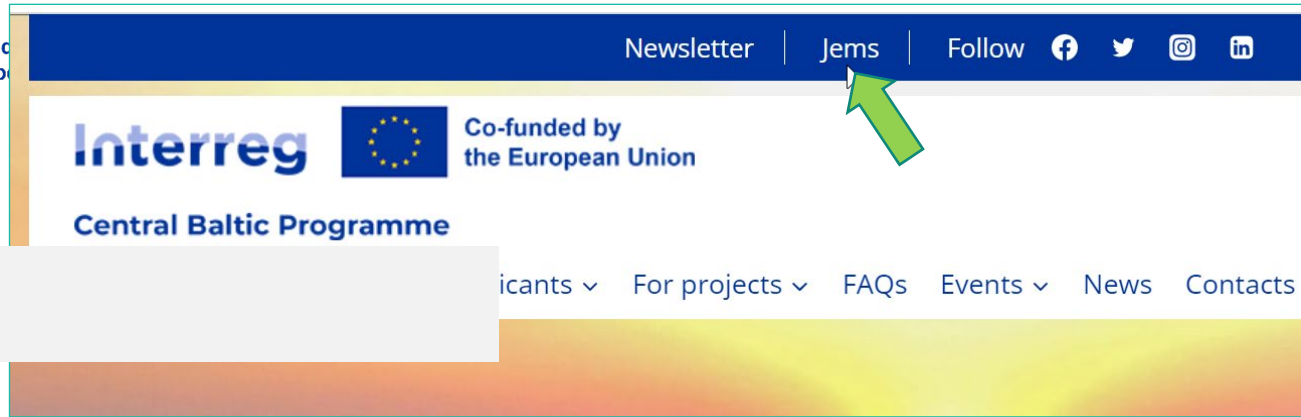 Newsletter Jems Follow
Interreg
Co-funded by
the European Union
Central Baltic Programme
icants For projects FAQs Events News Contacts